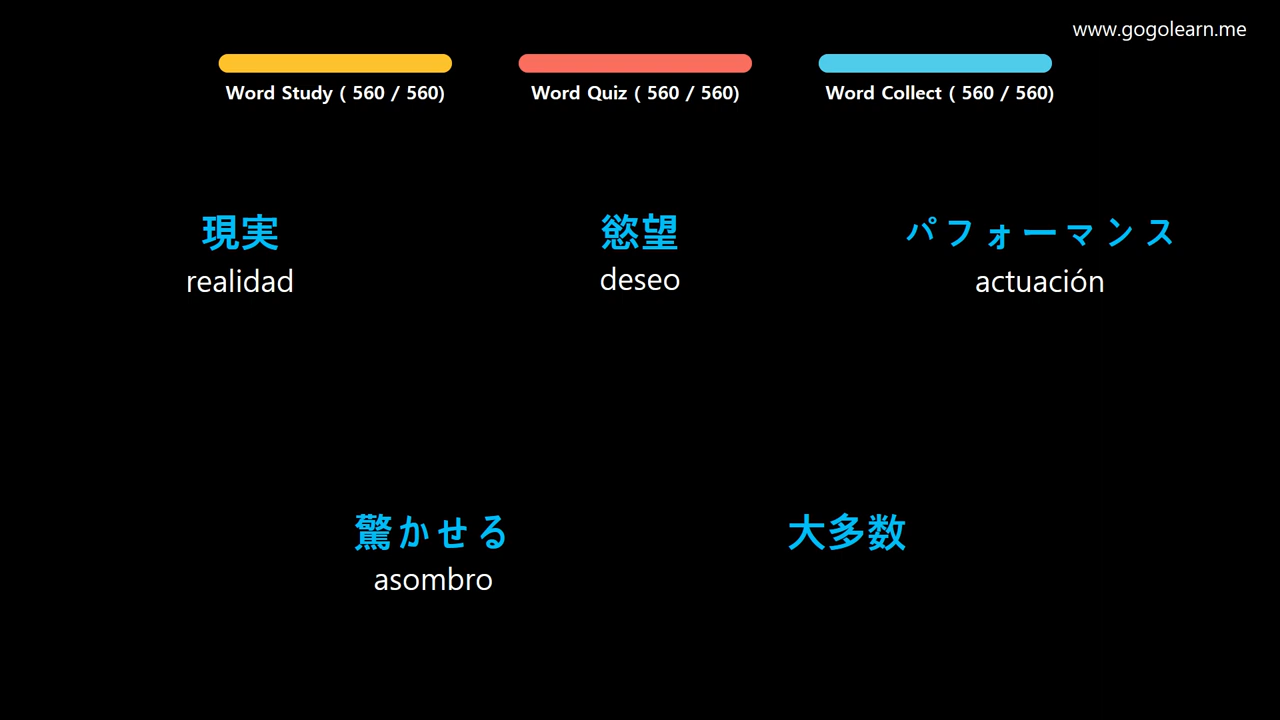 www.gogolearn.me
Word Study ( 560 / 560)
Word Quiz ( 560 / 560)
Word Collect ( 560 / 560)
現実
realidad
慾望
deseo
パフォーマンス
actuación
驚かせる
asombro
大多数